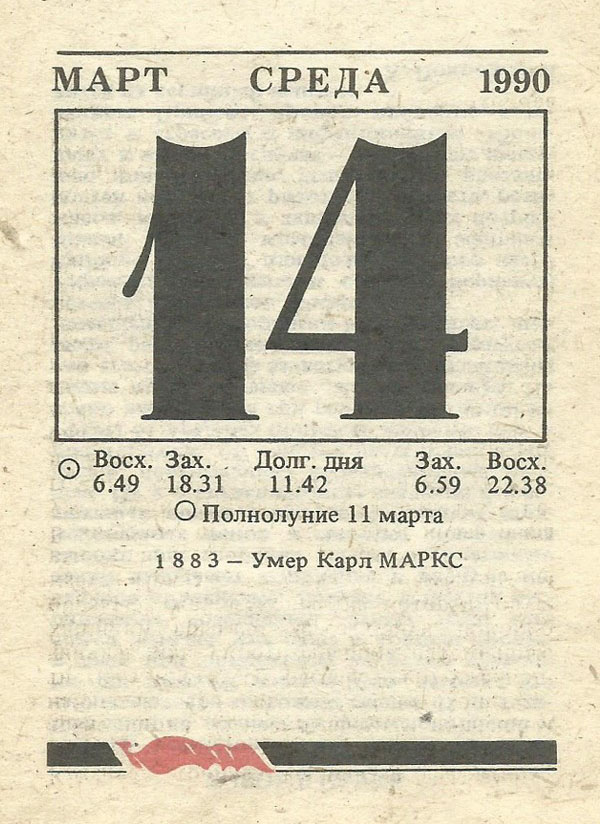 МАРТ СРЕДА 1990
14
Восх. Зах. Долг. дня Зах. Восх.
6.49 18.31 11.42 6.59 22.38
Полнолуние 11 марта
1883 – Умер Карл МАРКС